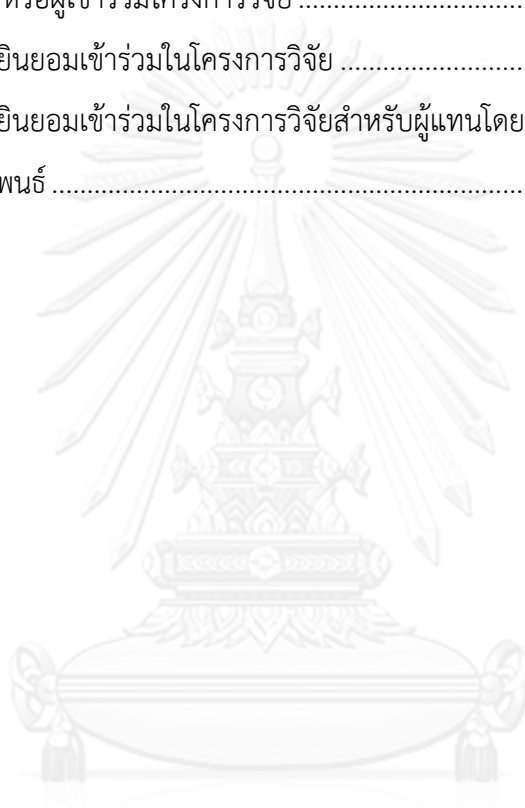 หรือผู้เข้าร่วมโครงการวิจัย ................................
ยินยอมเข้าร่วมในโครงการวิจัย ..........................
ยินยอมเข้าร่วมในโครงการวิจัยสำหรับผู้แทนโดย
พนธ์ ..................................................................